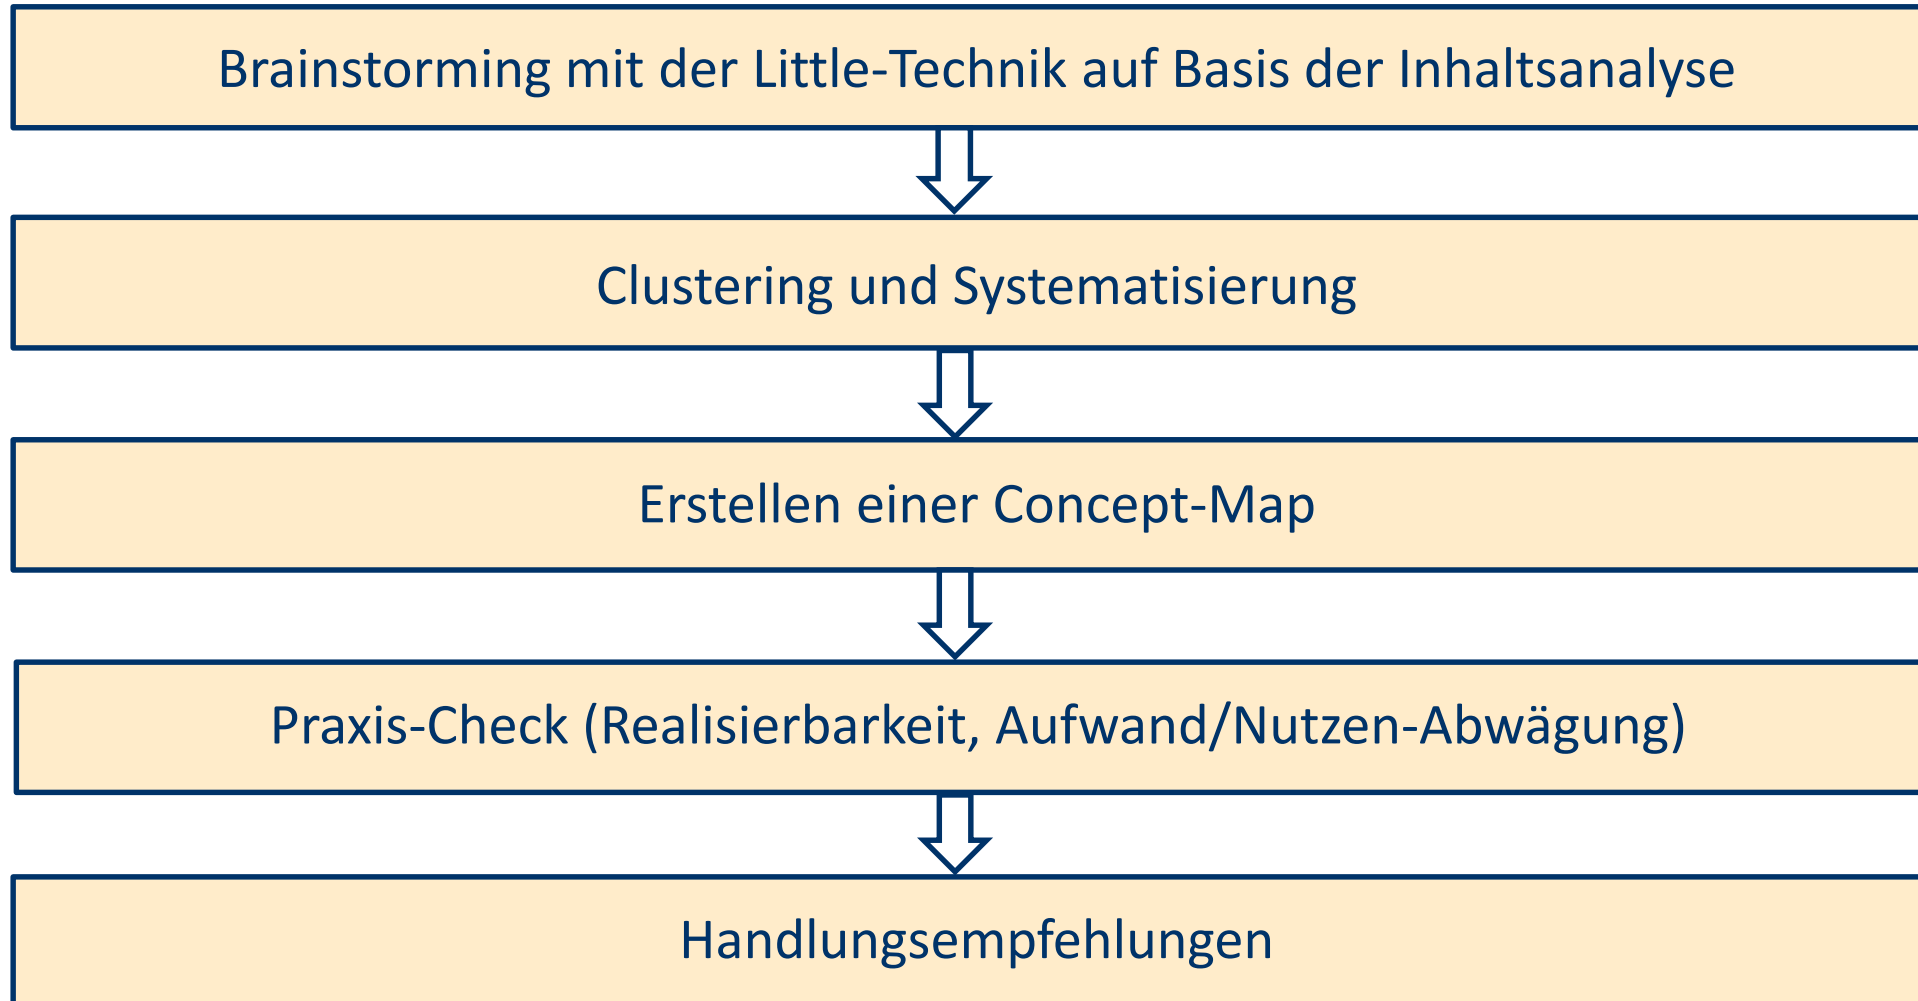 Brainstorming mit der Little-Technik auf Basis der Inhaltsanalyse
Clustering und Systematisierung
Erstellen einer Concept-Map
Praxis-Check (Realisierbarkeit, Aufwand/Nutzen-Abwägung)
Handlungsempfehlungen